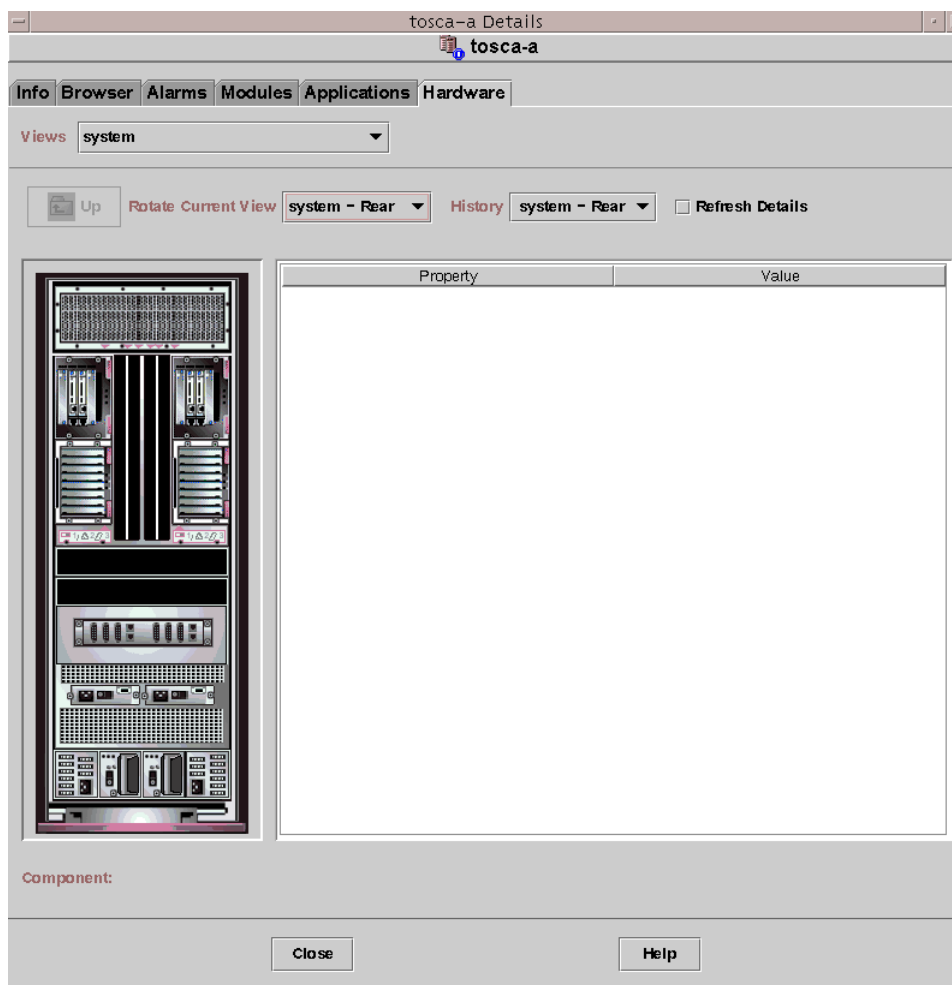 tosca-a Details
tosca-a
Info Browser Alarms Modules Applications Hardware
Views system
Up Rotate Current View system - Rear History system - Rear Refresh Details
Property Value
Component:
Close Help